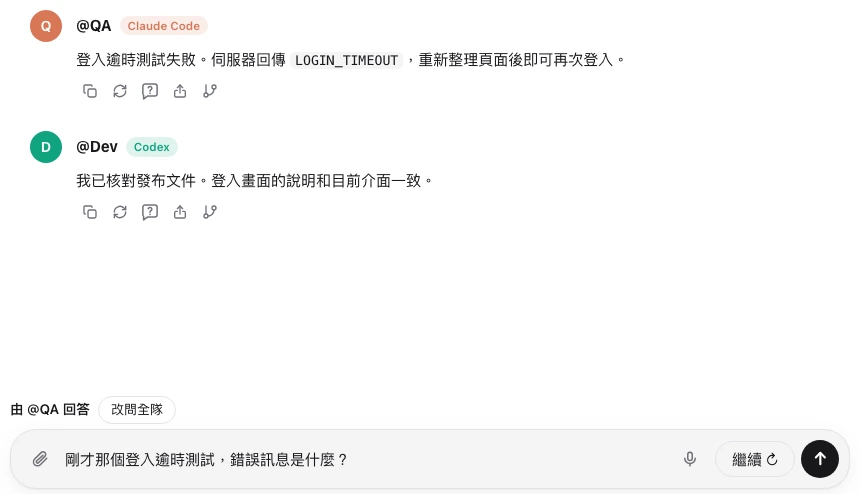 Q @QA Claude Code
登入逾時測試失敗。伺服器回傳 LOGIN_TIMEOUT，重新整理頁面後即可再次登入。
D @Dev Codex
我已核對發布文件。登入畫面的說明和目前介面一致。
由 @QA 回答 改問全隊
剛才那個登入逾時測試，錯誤訊息是什麼？ 繼續